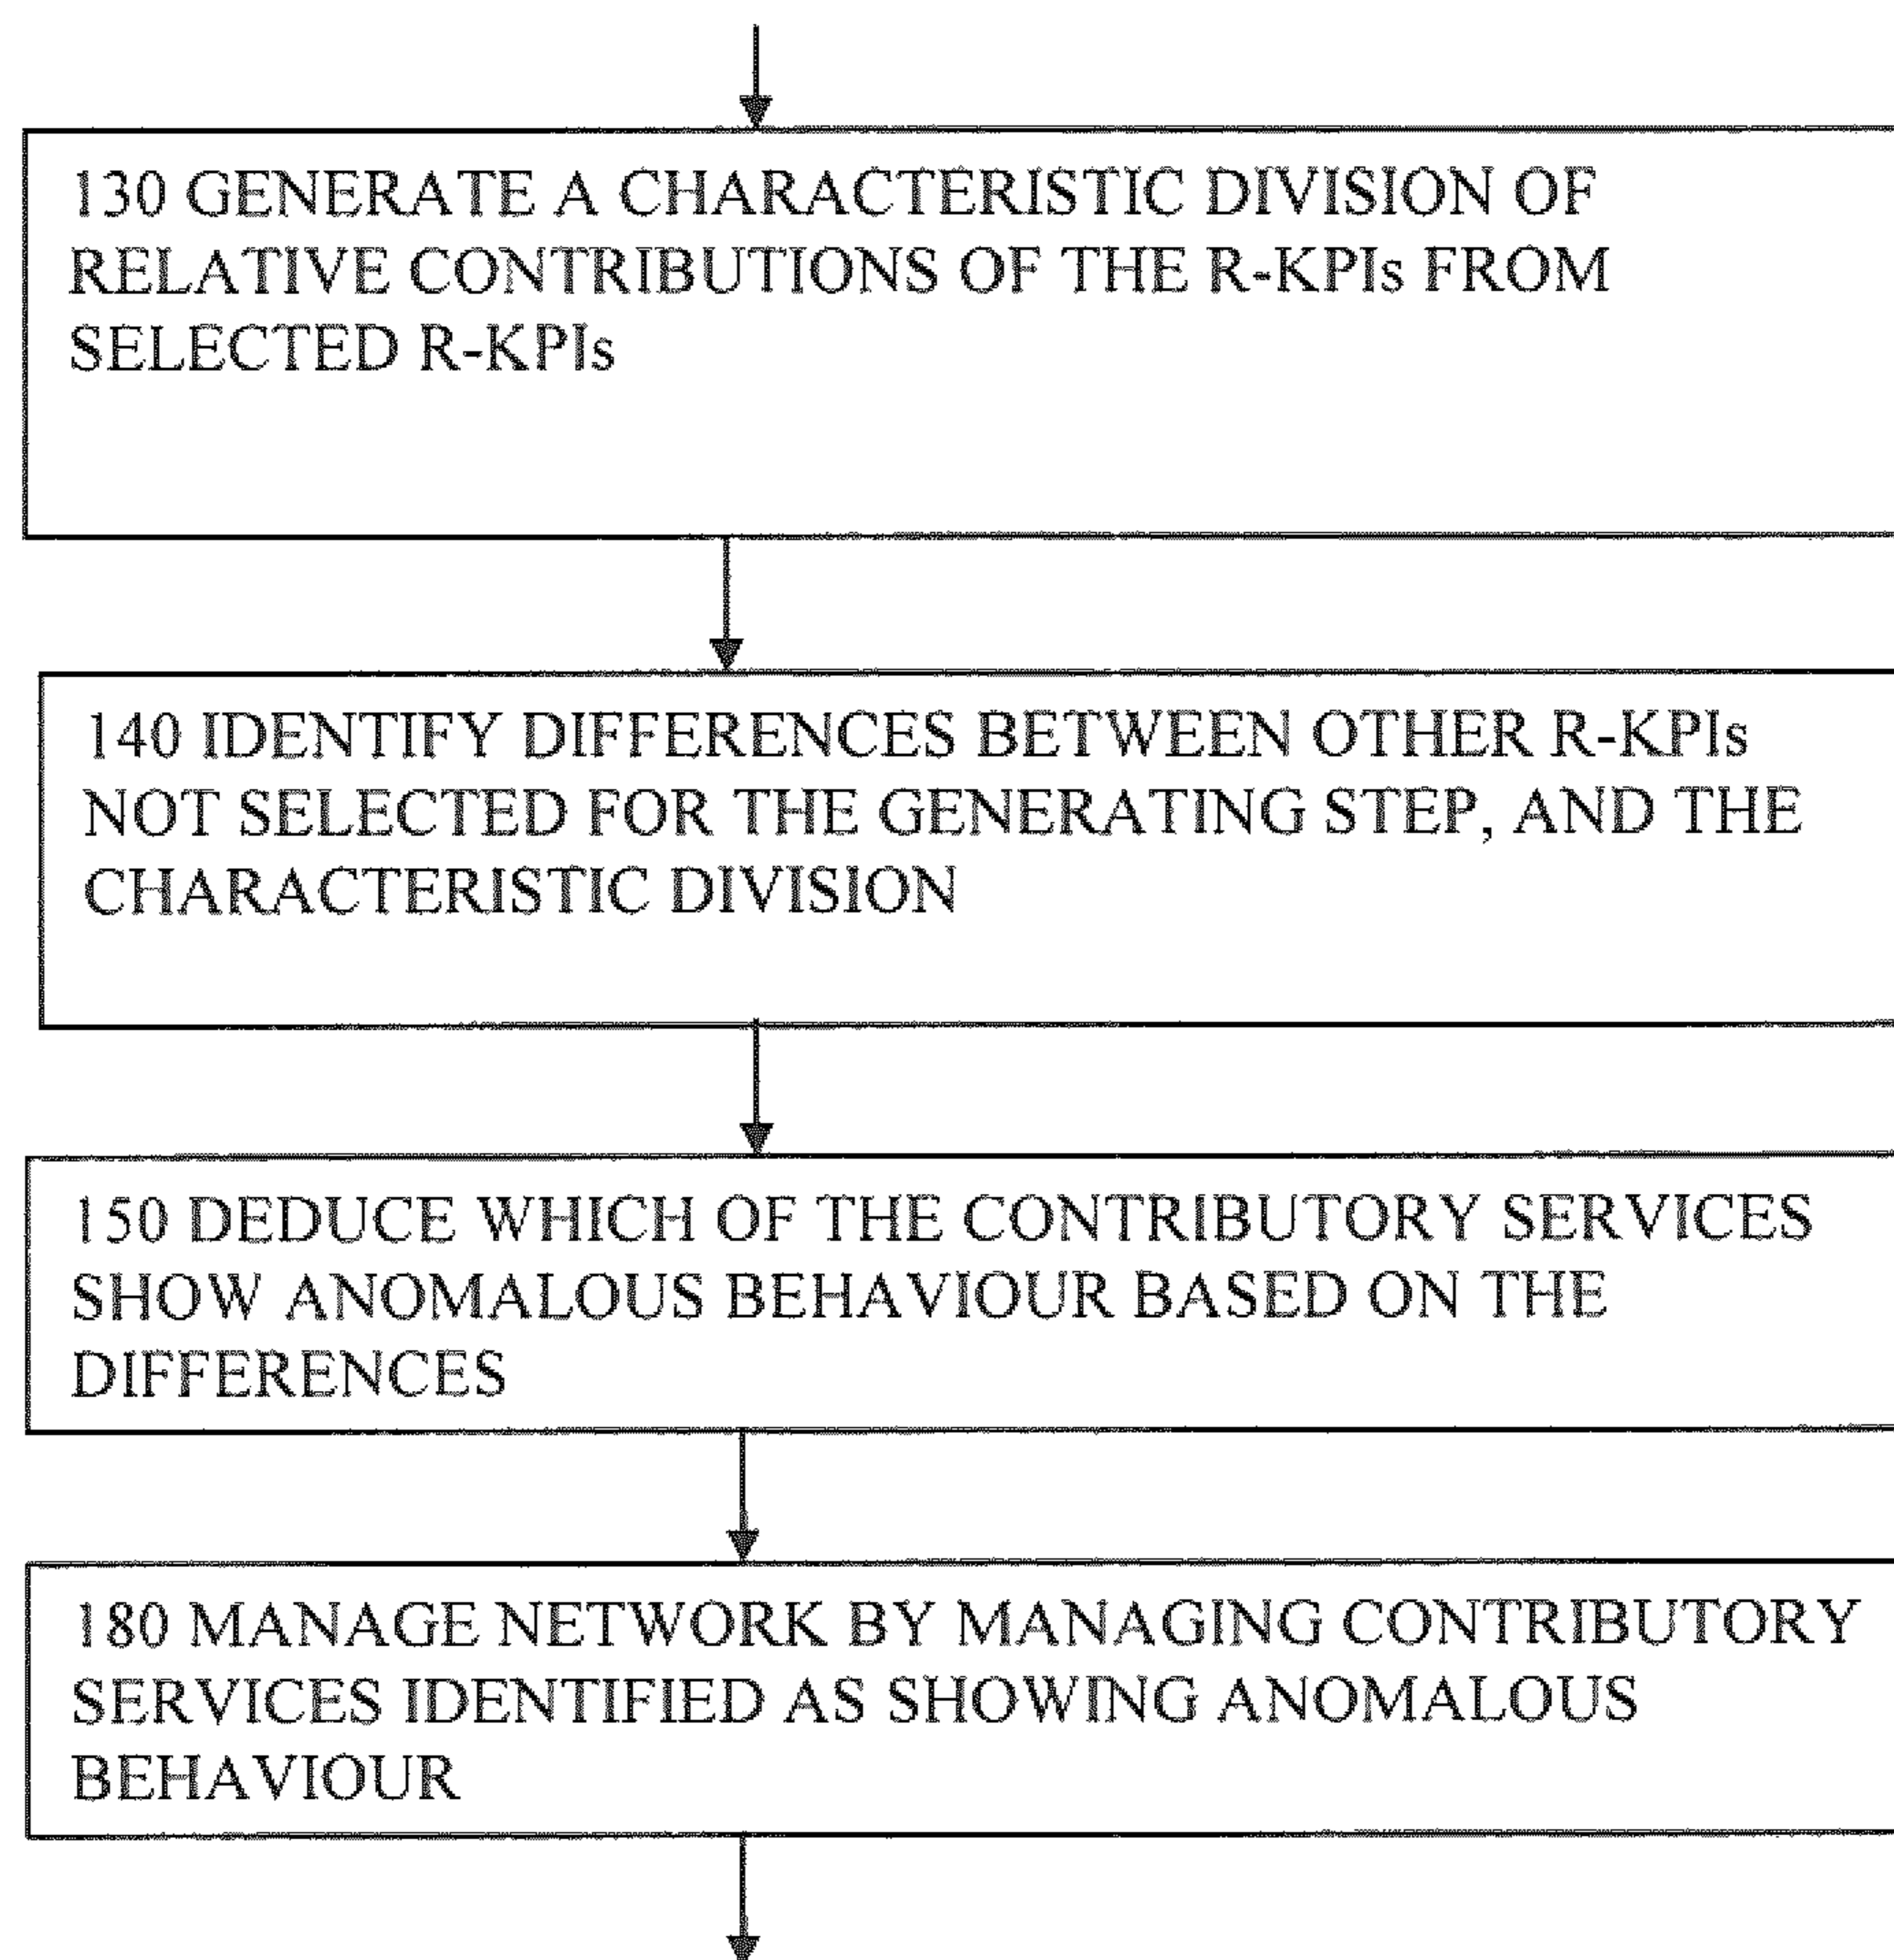 130 GENERATE A CHARACTERISTIC DIVISION OF
RELATIVE CONTRIBUTIONS OF THE R-KPIs FROM
SELECTED R-KPIs
140 IDENTIFY DIFFERENCES BETWEEN OTHER R-KPIs
NOT SELECTED FOR THE GENERATING STEP, AND THE
CHARACTERISTIC DIVISION
150 DEDUCE WHICH OF THE CONTRIBUTORY SERVICES
SHOW ANOMALOUS BEHAVIOUR BASED ON THE
DIFFERENCES
180 MANAGE NETWORK BY MANAGING CONTRIBUTORY
SERVICES IDENTIFIED AS SHOWING ANOMALOUS
BEHAVIOUR